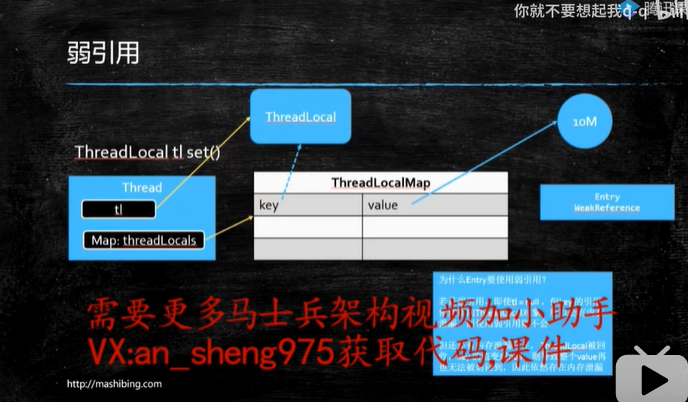 你就不要想起我q-q
腾讯课
弱引用
ThreadLocal
10M
ThreadLocal tl set()
Thread
tl
Map: threadLocals
ThreadLocalMap
key value
Entry
WeakReference
为什么Entry要使用弱引用？
需要更多马士兵架构视频加小助手
VX:an_sheng975获取代码,课件
http://mashibing.com